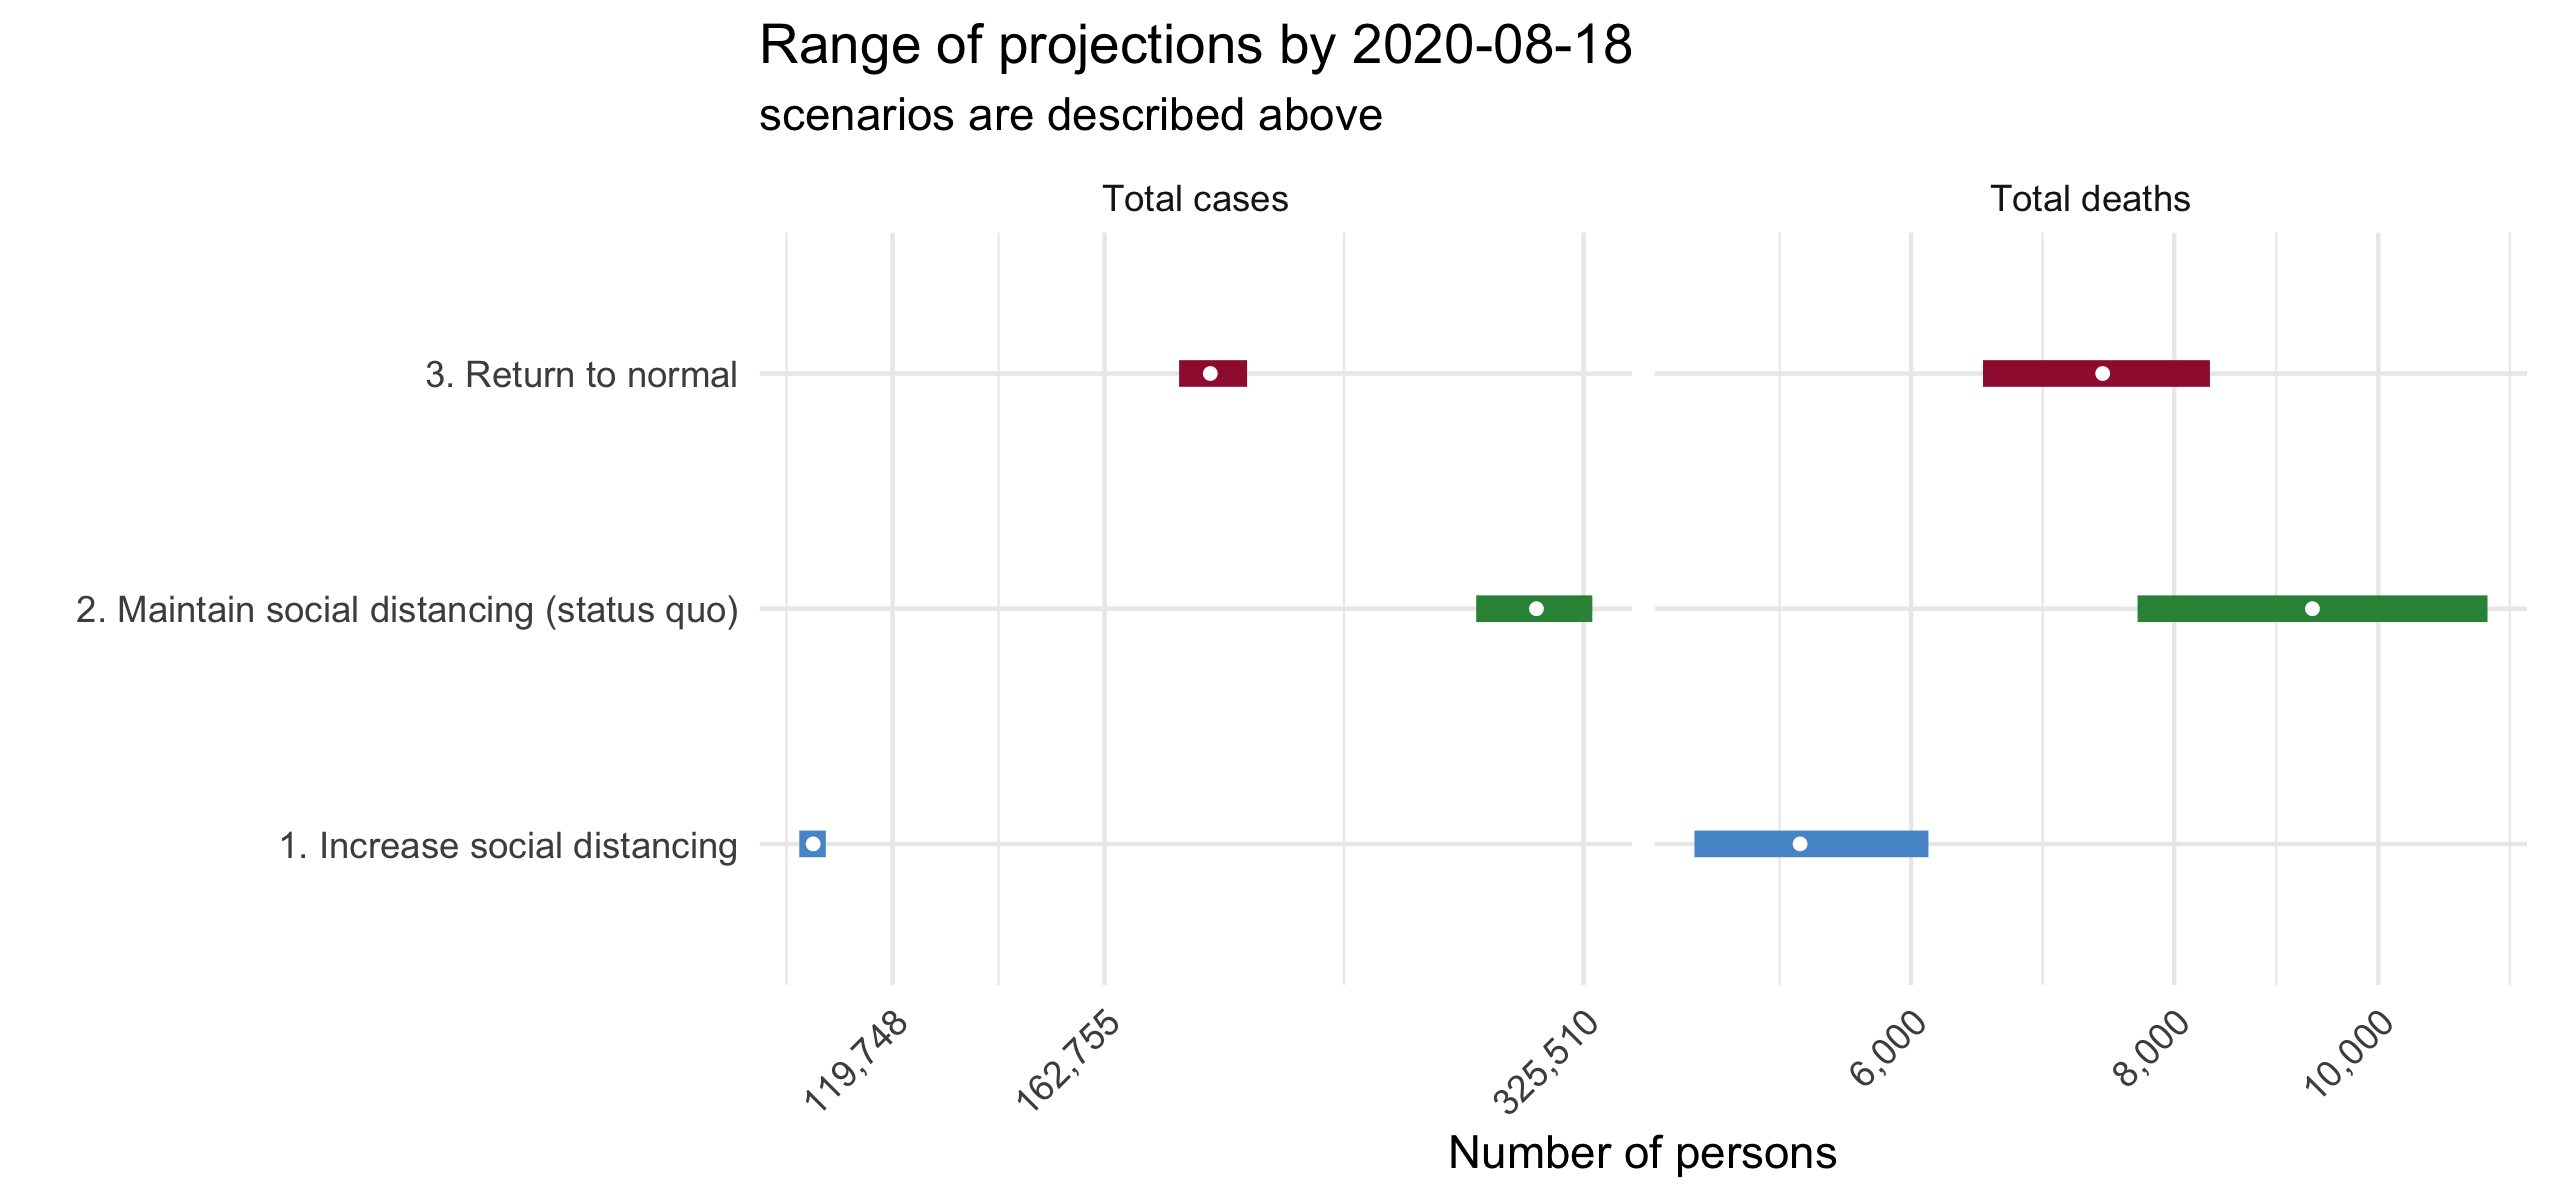 Range of projections by 2020-08-18
scenarios are described above
Total cases
Total deaths
3. Return to normal
2. Maintain social distancing (status quo)
1. Increase social distancing
119,748
162,755
325,510
6,000
8,000
10,000
Number of persons